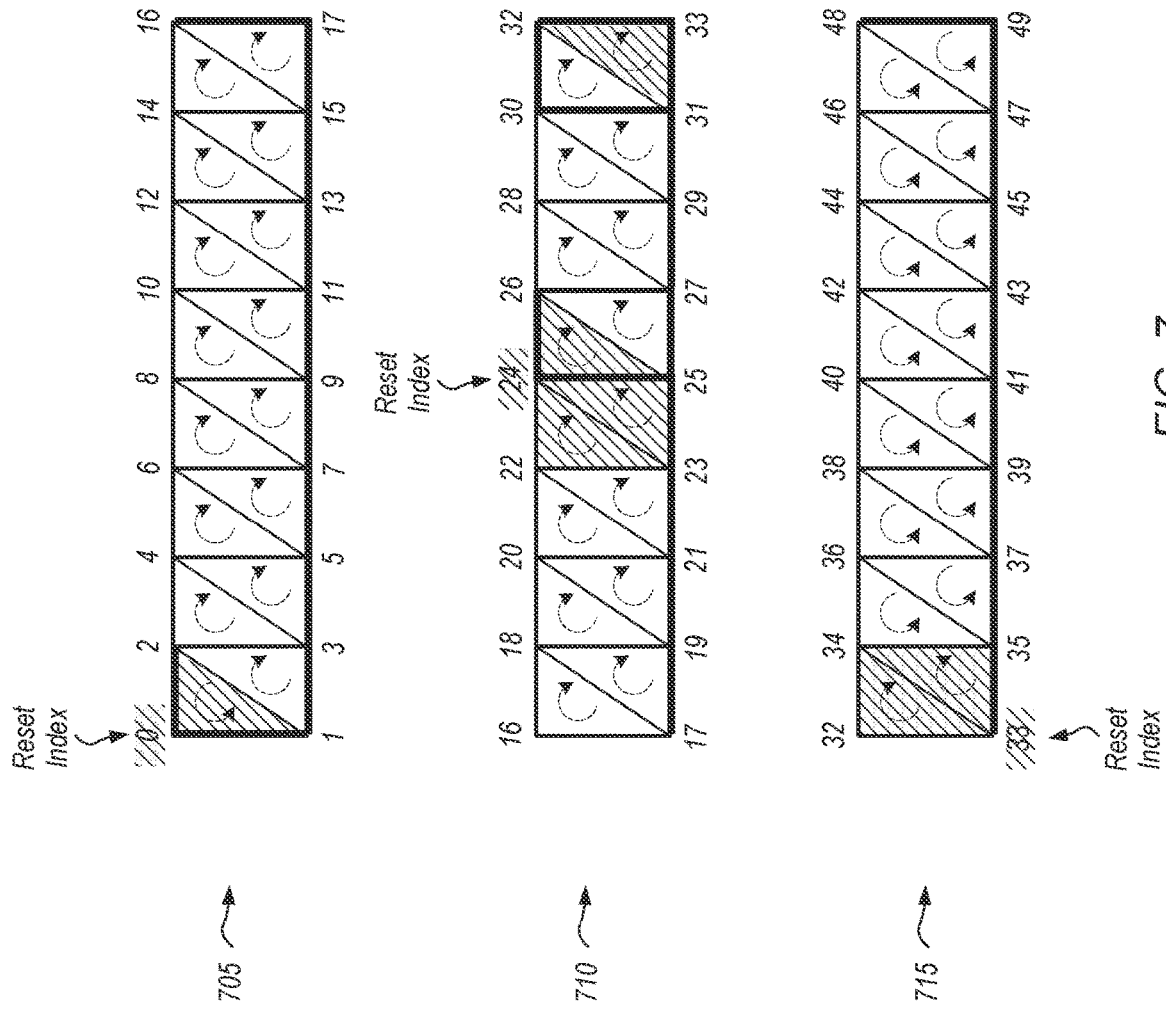 Reset
Index
0 2 4 6 8 10 12 14 16
1 3 5 7 9 11 13 15 17
705
Reset
Index
16 18 20 22 24 26 28 30 32
17 19 21 23 25 27 29 31 33
710
32 34 36 38 40 42 44 46 48
33 35 37 39 41 43 45 47 49
715
Reset
Index
FIG. 7